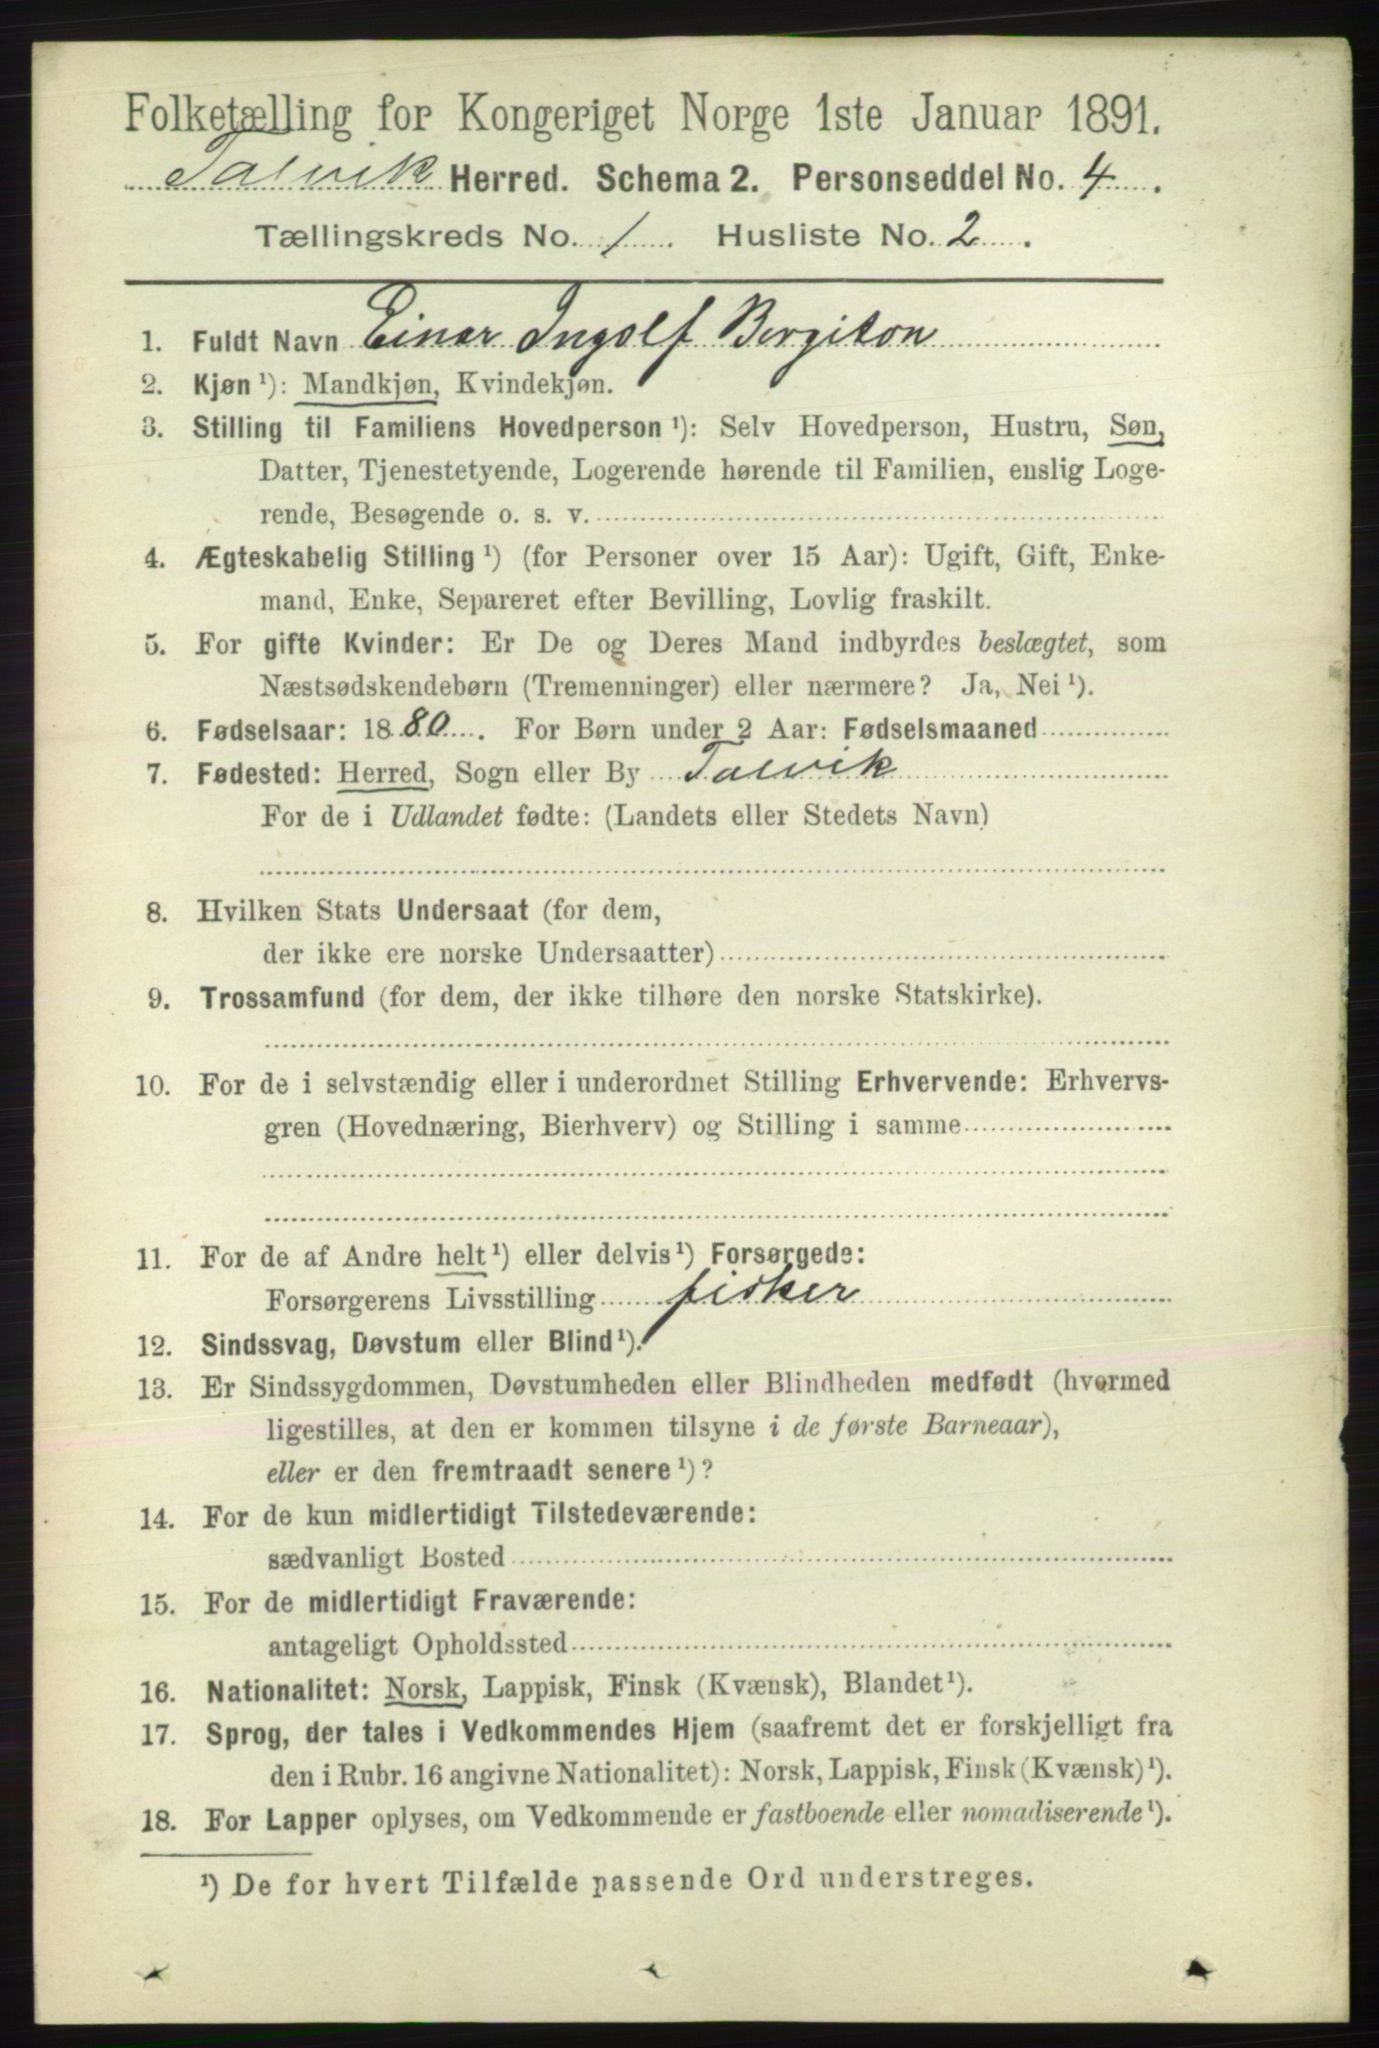 Folketælling for Kongeriget Norge 1ste Januar 1891.
Talvik Herred. Schema 2. Personseddel No. 4.
Tællingskreds No. 1. Husliste No. 2.
1. Fuldt Navn Einar Ingolf Bergiton
2. Kjøn ¹): Mandkjøn, Kvindekjøn.
3. Stilling til Familiens Hovedperson ¹): Selv Hovedperson, Hustru, Søn,
Datter, Tjenestetyende, Logerende hørende til Familien, enslig Loge-
rende, Besøgende o. s. v.
4. Ægteskabelig Stilling ¹) (for Personer over 15 Aar): Ugift, Gift, Enke-
mand, Enke, Separeret efter Bevilling, Lovlig fraskilt.
5. For gifte Kvinder: Er De og Deres Mand indbyrdes beslægtet, som
Næstsødskendebørn (Tremenninger) eller nærmere? Ja, Nei ¹).
6. Fødselsaar: 1880. For Børn under 2 Aar: Fødselsmaaned
7. Fødested: Herred, Sogn eller By Talvik
For de i Udlandet fødte: (Landets eller Stedets Navn)
8. Hvilken Stats Undersaat (for dem,
der ikke ere norske Undersaatter)
9. Trossamfund (for dem, der ikke tilhøre den norske Statskirke).
10. For de i selvstændig eller i underordnet Stilling Erhvervende: Erhvervs-
gren (Hovednæring, Bierhverv) og Stilling i samme
11. For de af Andre helt ¹) eller delvis ¹) Forsørgede:
Forsørgerens Livsstilling fisker
12. Sindssvag, Døvstum eller Blind ¹).
13. Er Sindssygdommen, Døvstumheden eller Blindheden medfødt (hvormed
ligestilles, at den er kommen tilsyne i de første Barneaar),
eller er den fremtraadt senere ¹)?
14. For de kun midlertidigt Tilstedeværende:
sædvanligt Bosted
15. For de midlertidigt Fraværende:
antageligt Opholdssted
16. Nationalitet: Norsk, Lappisk, Finsk (Kvænsk), Blandet ¹).
17. Sprog, der tales i Vedkommendes Hjem (saafremt det er forskjelligt fra
den i Rubr. 16 angivne Nationalitet): Norsk, Lappisk, Finsk (Kvænsk) ¹).
18. For Lapper oplyses, om Vedkommende er fastboende eller nomadiserende ¹).
¹) De for hvert Tilfælde passende Ord understreges.